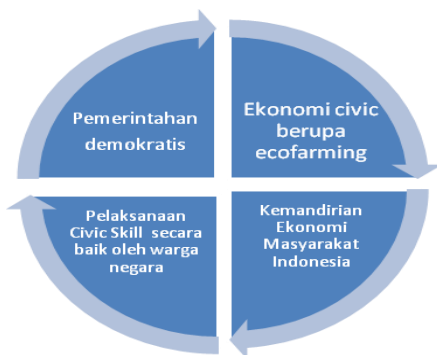 Pemerintahan
demokratis
Ekonomi civic
berupa
ecofarming
Pelaksanaan
Civic Skill secara
baik oleh warga
negara
Kemandirian
Ekonomi
Masyarakat
Indonesia